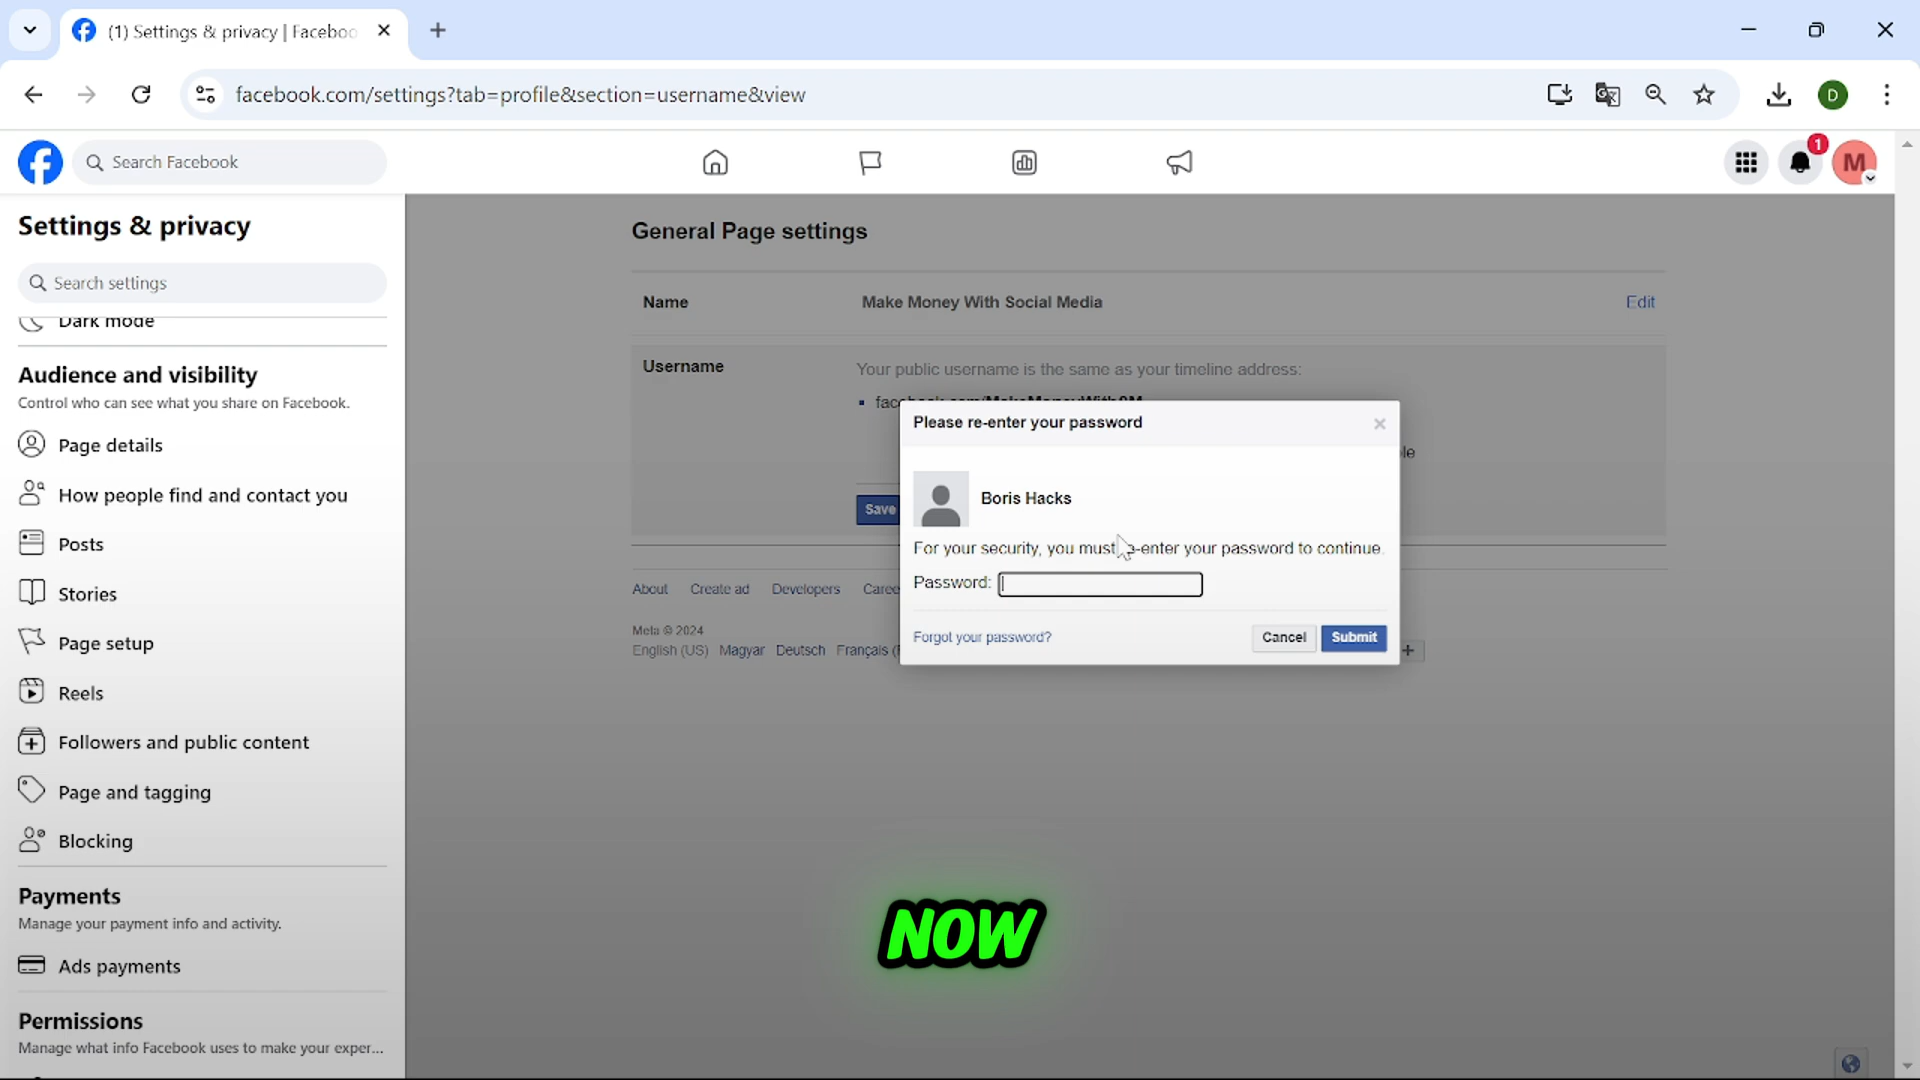 (1) Settings & privacy | Faceboo
facebook.com/settings?tab=profile&section=username&view
D
Search Facebook
1
M
Settings & privacy
Search settings
Dark mode
Audience and visibility
Control who can see what you share on Facebook.
Page details
How people find and contact you
Posts
Stories
Page setup
Reels
Followers and public content
Page and tagging
Blocking
Payments
Manage your payment info and activity.
Ads payments
Permissions
Manage what info Facebook uses to make your exper...
General Page settings
Name Make Money With Social Media Edit
Username Your public username is the same as your timeline address:
Save
Please re-enter your password
Boris Hacks
For your security, you must re-enter your password to continue.
Password:
Forgot your password? Cancel Submit
About Create ad Developers
Meta © 2024
English (US) Magyar Deutsch Français
NOW